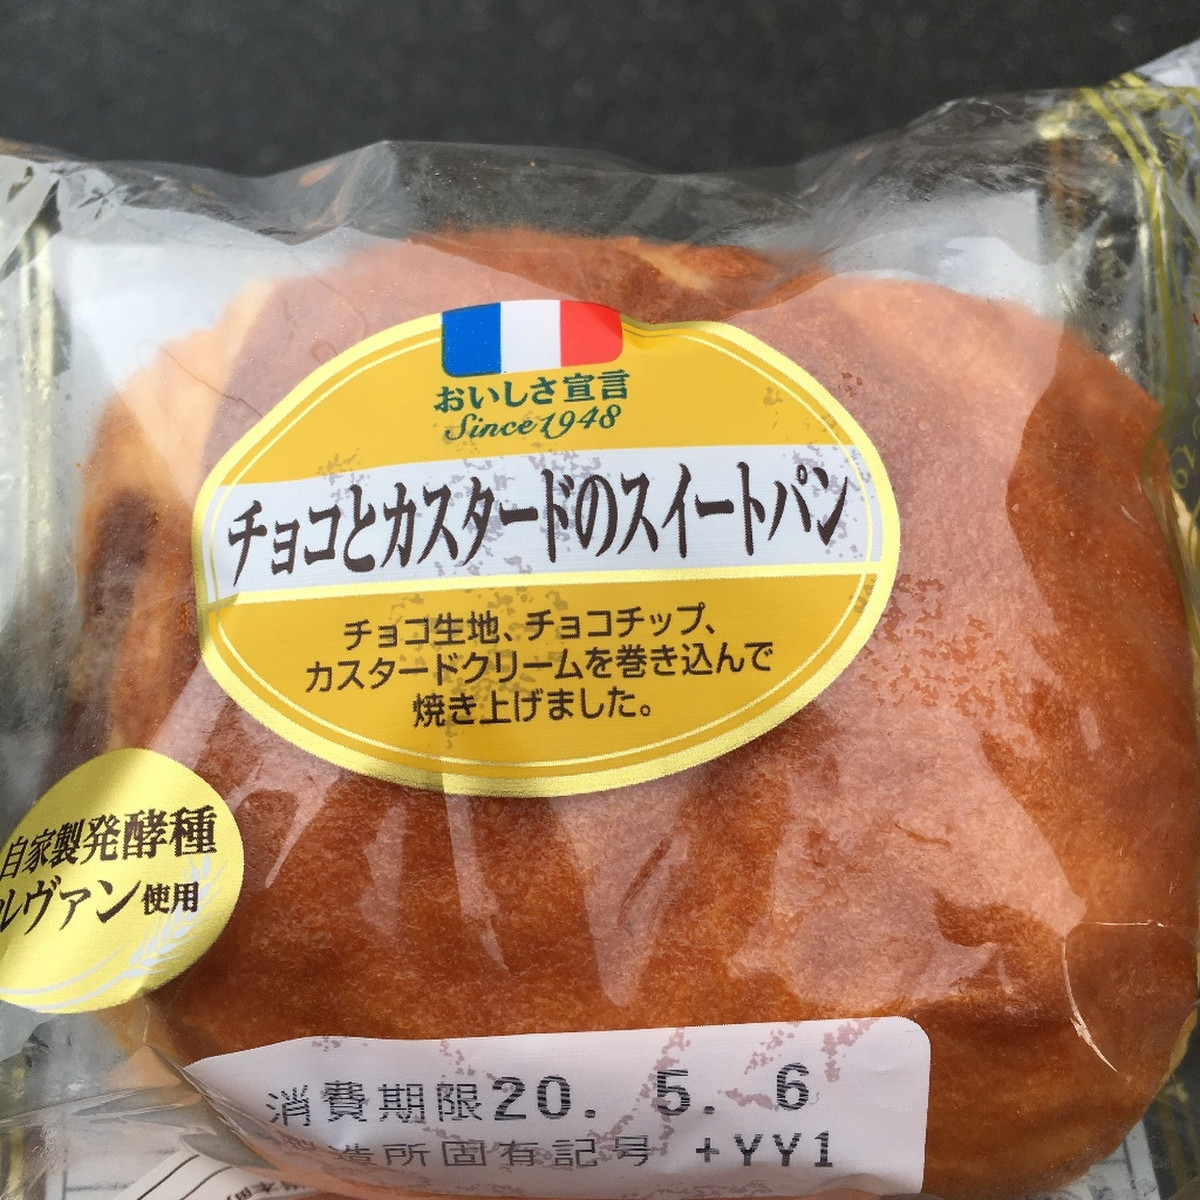 おいしさ宣言
Since 1948
チョコとカスタードのスイートパン
チョコ生地、チョコチップ、
カスタードクリームを巻き込んで
焼き上げました。
自家製発酵種
ルヴァン使用
消費期限20. 5. 6
造所固有記号 +YY1